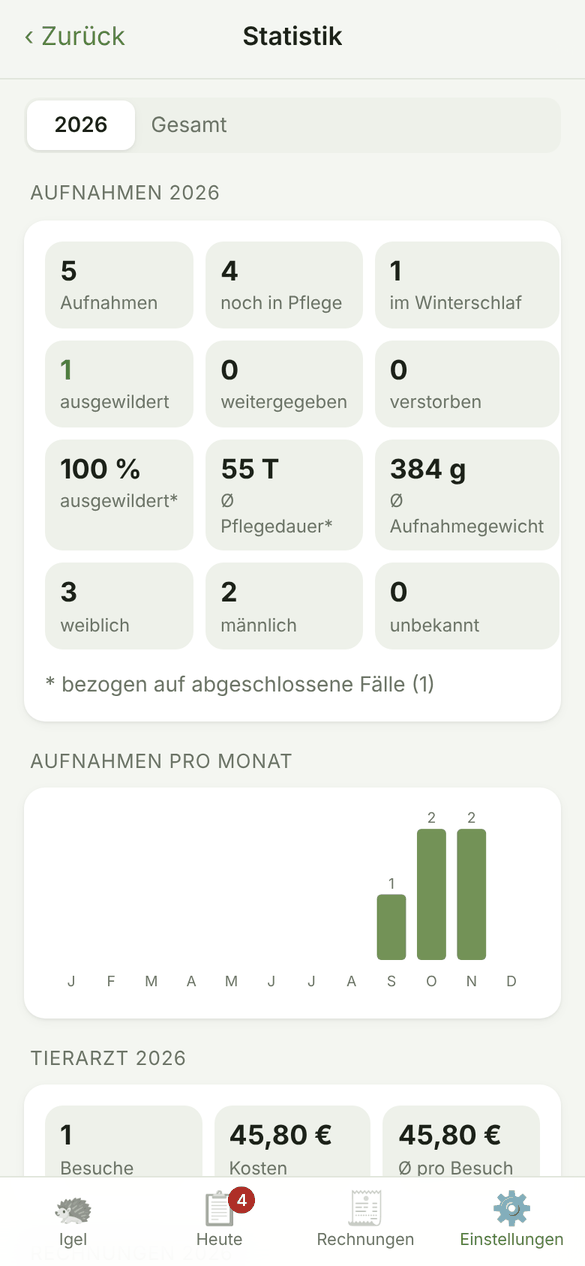 ‹ Zurück
Statistik
2026
Gesamt
AUFNAHMEN 2026
5
Aufnahmen
4
noch in Pflege
1
im Winterschlaf
1
ausgewildert
0
weitergegeben
0
verstorben
100 %
ausgewildert*
55 T
Ø
Pflegedauer*
384 g
Ø
Aufnahmegewicht
3
weiblich
2
männlich
0
unbekannt
* bezogen auf abgeschlossene Fälle (1)
AUFNAHMEN PRO MONAT
1
2
2
J F M A M J J A S O N D
TIERARZT 2026
1
Besuche
45,80 €
Kosten
45,80 €
Ø pro Besuch
4
Igel
Heute
Rechnungen
Einstellungen